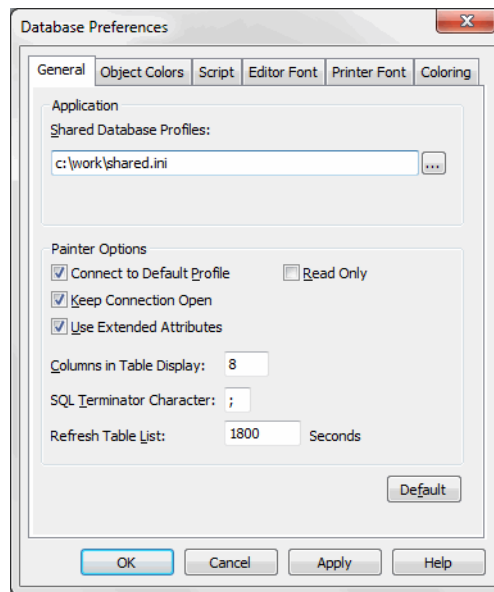 Database Preferences
General Object Colors Script Editor Font Printer Font Coloring
Application
Shared Database Profiles:
c:\work\shared.ini ...
Painter Options
Connect to Default Profile Read Only
Keep Connection Open
Use Extended Attributes
Columns in Table Display: 8
SQL Terminator Character: ;
Refresh Table List: 1800 Seconds
Default
OK Cancel Apply Help